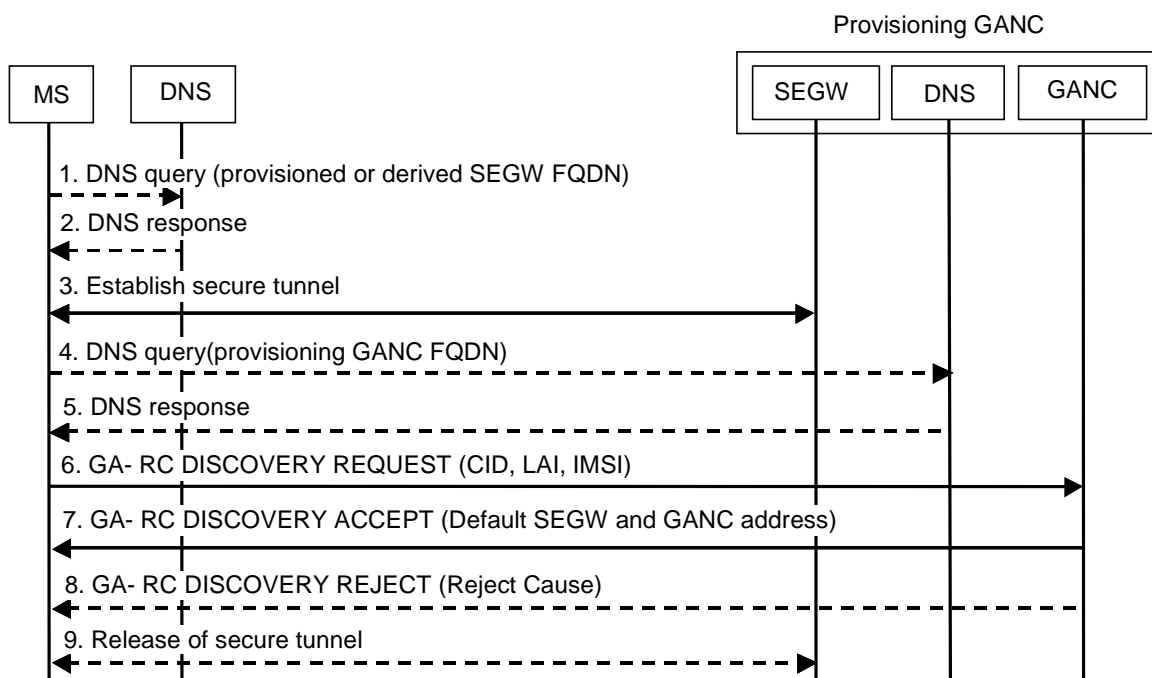 Provisioning GANC
MS
DNS
SEGW
DNS
GANC
1. DNS query (provisioned or derived SEGW FQDN)
2. DNS response
3. Establish secure tunnel
4. DNS query(provisioning GANC FQDN)
5. DNS response
6. GA- RC DISCOVERY REQUEST (CID, LAI, IMSI)
7. GA- RC DISCOVERY ACCEPT (Default SEGW and GANC address)
8. GA- RC DISCOVERY REJECT (Reject Cause)
9. Release of secure tunnel